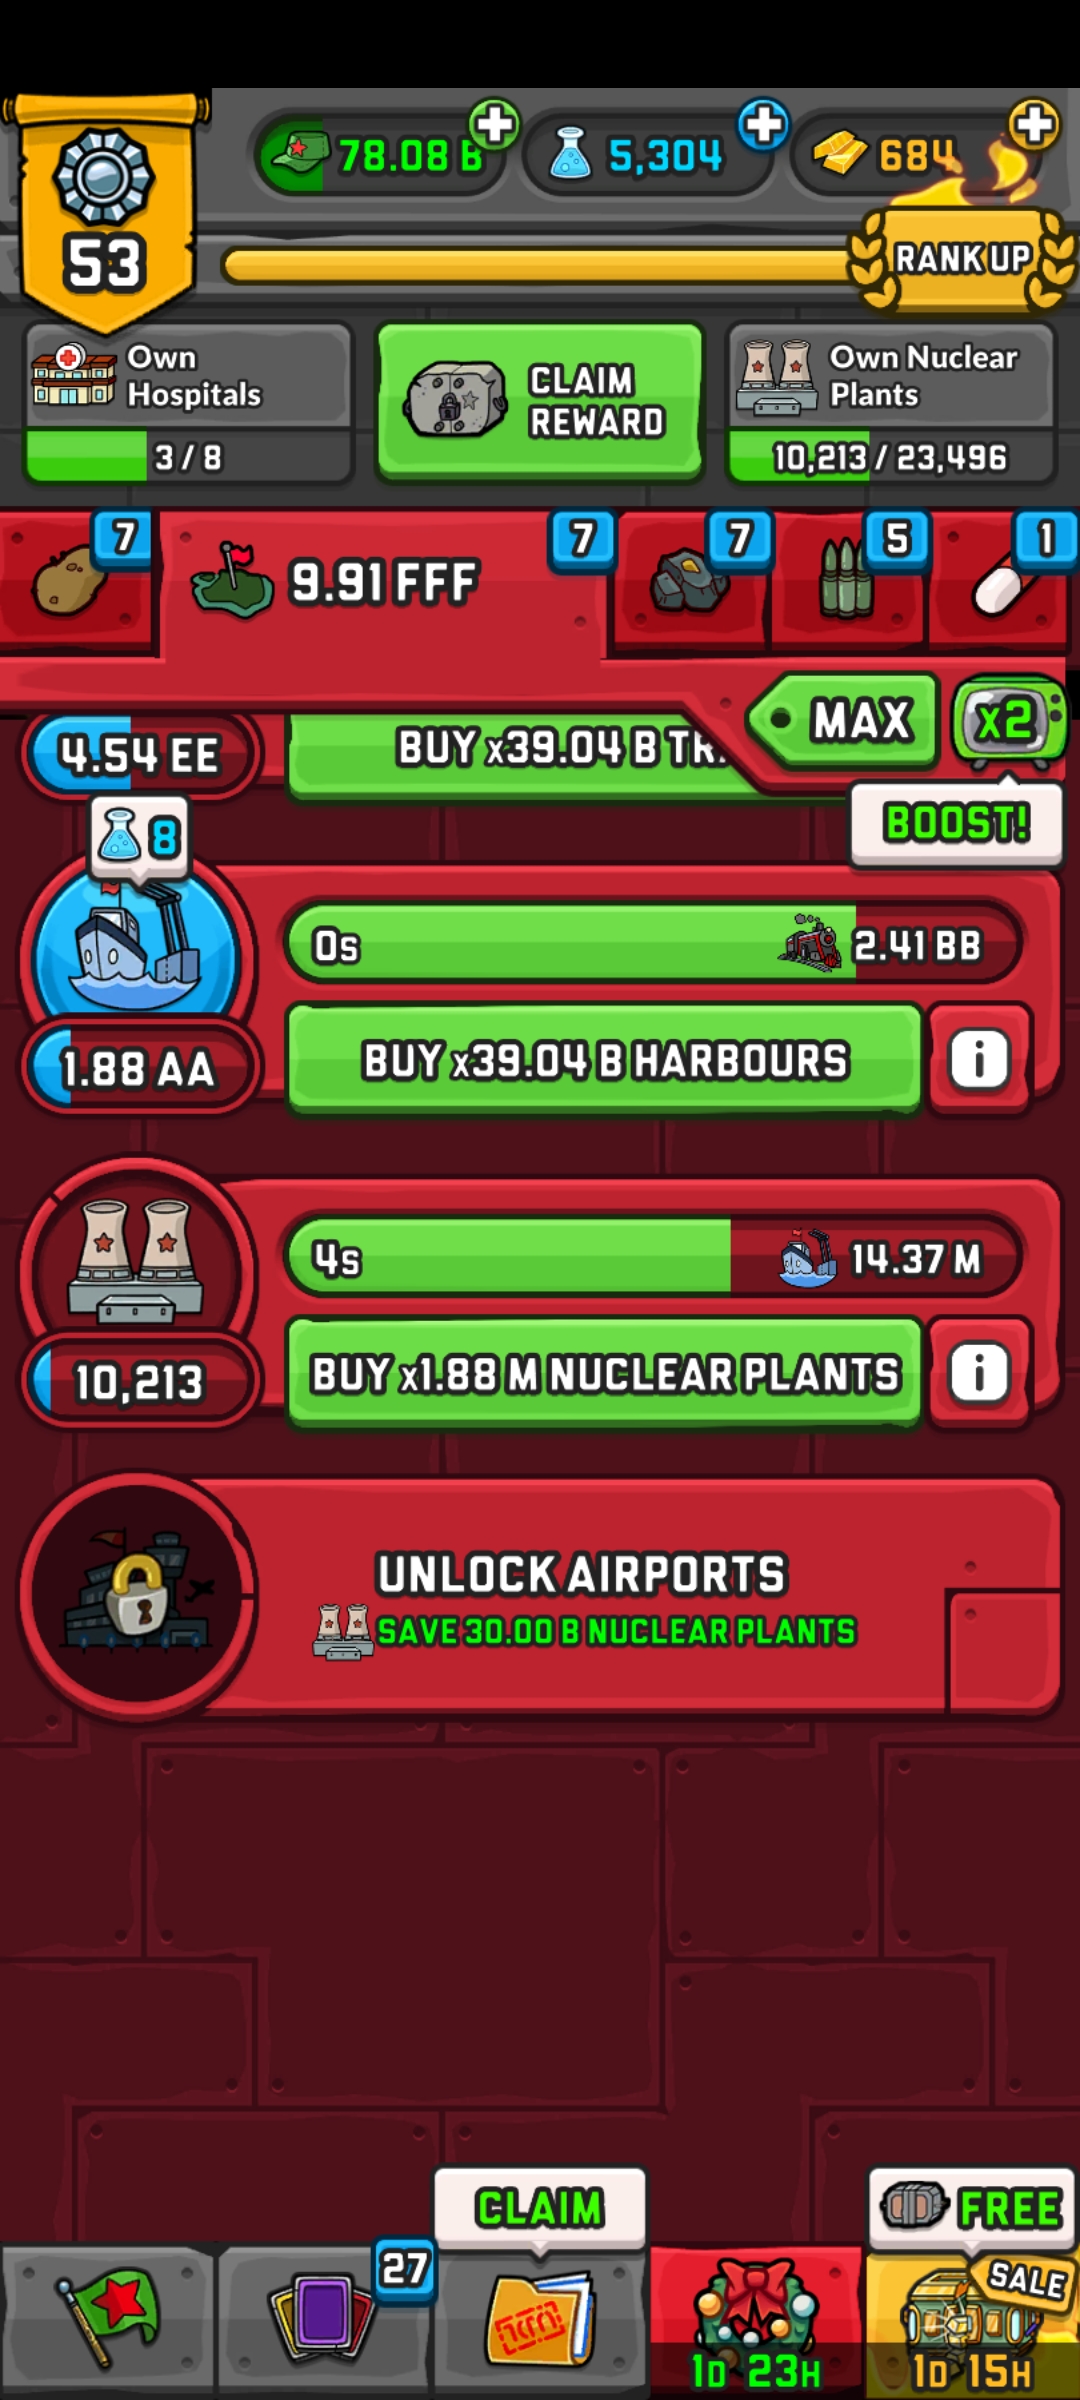 78.08 B
5,304
684
53
RANK UP
Own
Hospitals
3 / 8
CLAIM
REWARD
Own Nuclear
Plants
10,213 / 23,496
7
9.91 FFF
7
7
5
1
MAX
x2
4.54 EE
BUY x39.04 B TR
BOOST!
8
0s
2.41 BB
1.88 AA
BUY x39.04 B HARBOURS
i
4s
14.37 M
10,213
BUY x1.88 M NUCLEAR PLANTS
i
UNLOCK AIRPORTS
SAVE 30.00 B NUCLEAR PLANTS
CLAIM
FREE
27
SALE
1D 23H
1D 15H